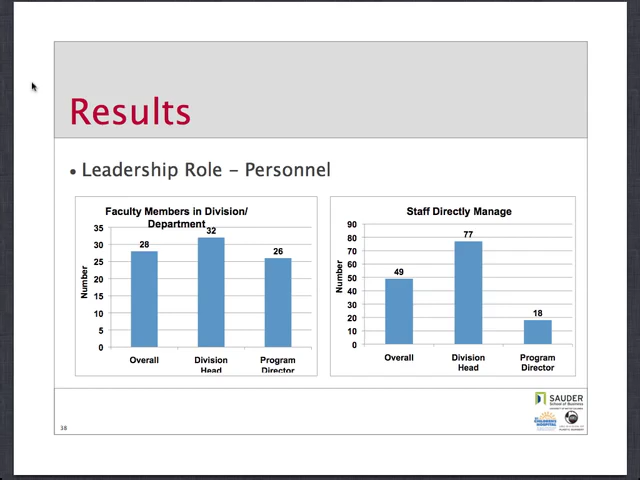 Results
• Leadership Role – Personnel
Faculty Members in Division/
Department
35
30
25
20
15
10
5
0
Number
28
32
26
Overall
Division
Head
Program
Director
Staff Directly Manage
90
80
70
60
50
40
30
20
10
0
Number
49
77
18
Overall
Division
Head
Program
Director
SAUDER
School of Business
38